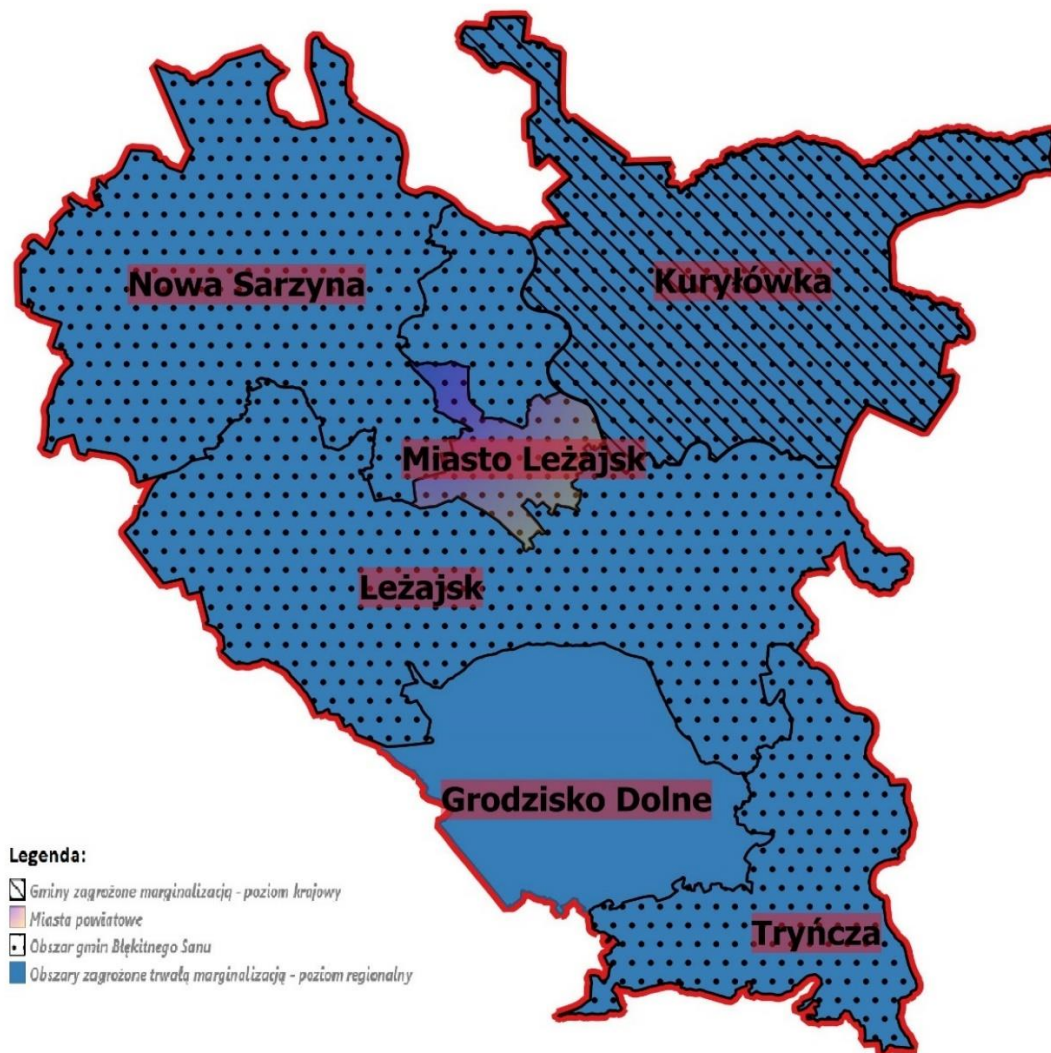 Nowa Sarzyna
Kuryłówka
Miasto Leżajsk
Leżajsk
Grodzisko Dolne
Tryńcza
Legenda:
Gminy zagrożone marginalizacją - poziom krajowy
Miasta powiatowe
Obszar gmin Błękitnego Sanu
Obszary zagrożone trwałą marginalizacją - poziom regionalny